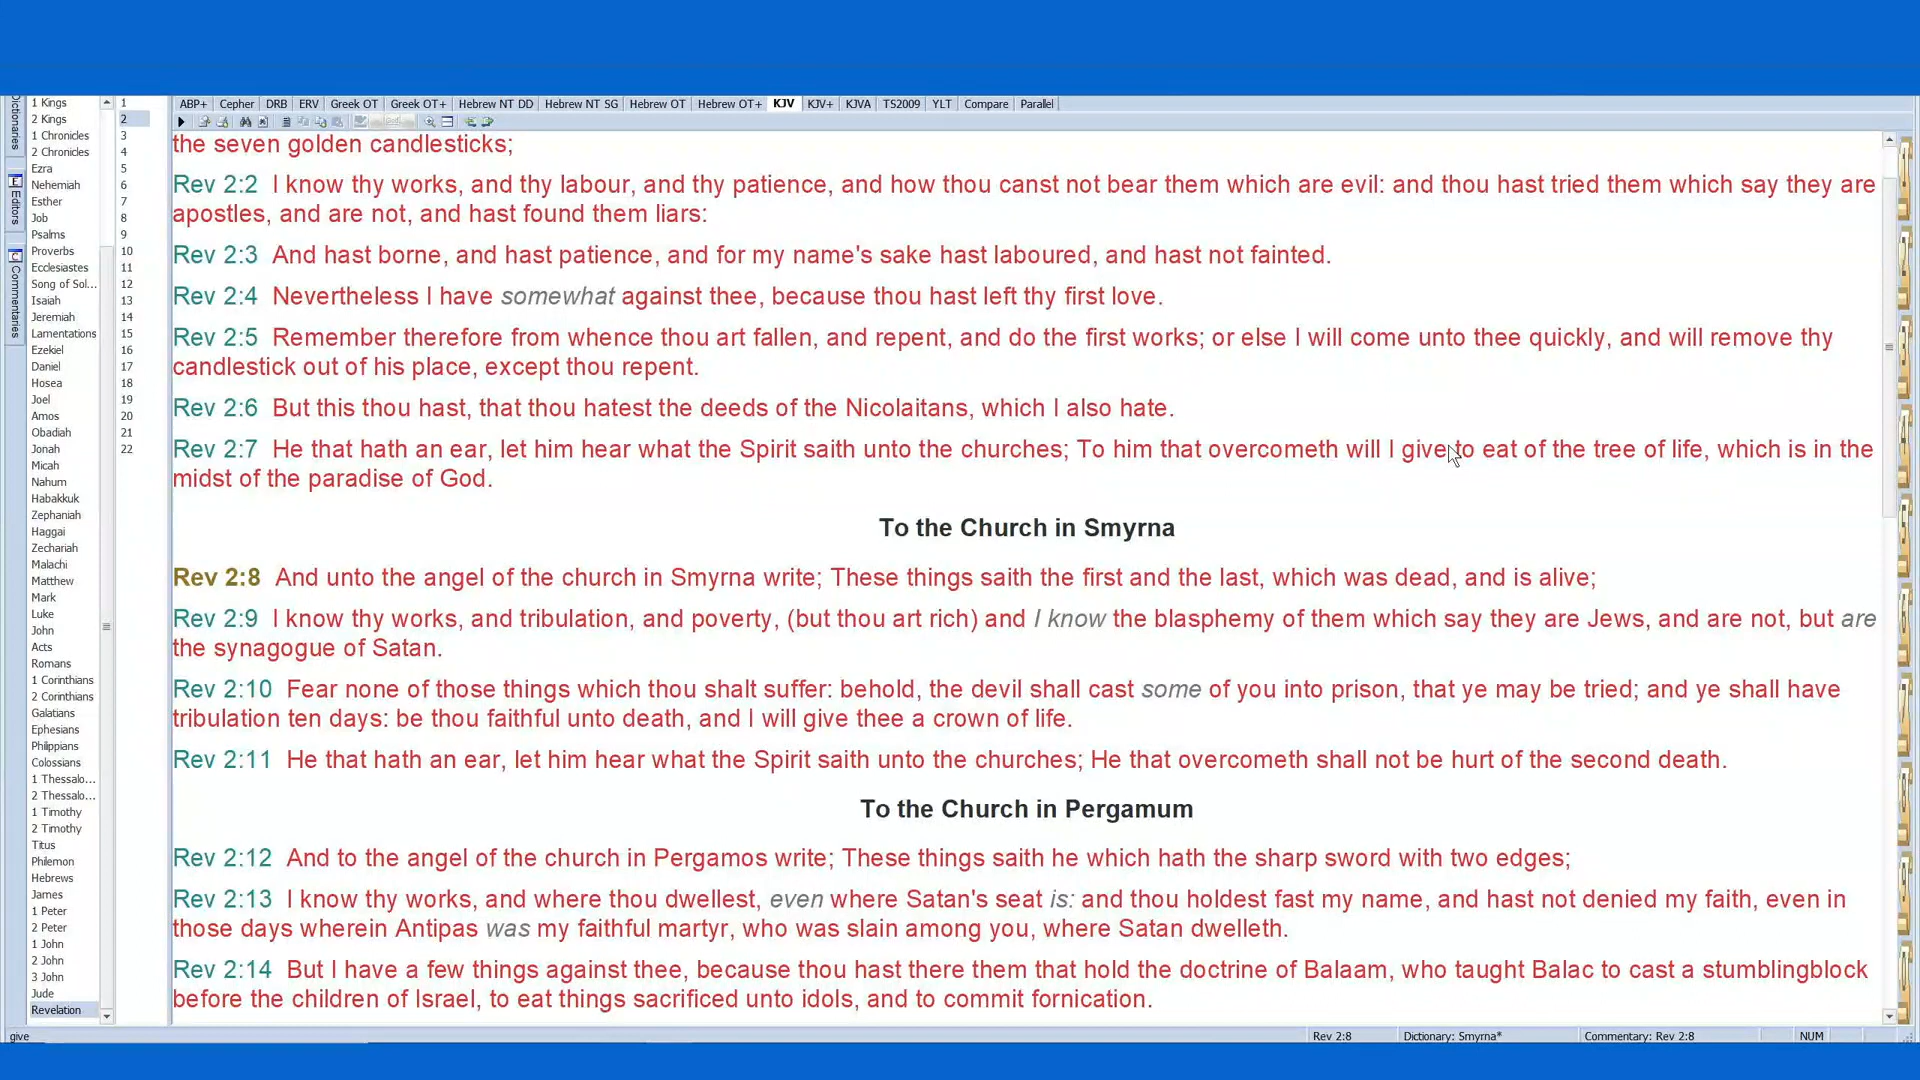 ABP+ Cepher DRB ERV Greek OT Greek OT+ Hebrew NT DD Hebrew NT SG Hebrew OT Hebrew OT+ KJV KJV+ KJVA TS2009 YLT Compare Parallel
Dictionaries
Editors
Commentaries
1 Kings
2 Kings
1 Chronicles
2 Chronicles
Ezra
Nehemiah
Esther
Job
Psalms
Proverbs
Ecclesiastes
Song of Sol...
Isaiah
Jeremiah
Lamentations
Ezekiel
Daniel
Hosea
Joel
Amos
Obadiah
Jonah
Micah
Nahum
Habakkuk
Zephaniah
Haggai
Zechariah
Malachi
Matthew
Mark
Luke
John
Acts
Romans
1 Corinthians
2 Corinthians
Galatians
Ephesians
Philippians
Colossians
1 Thessalo...
2 Thessalo...
1 Timothy
2 Timothy
Titus
Philemon
Hebrews
James
1 Peter
2 Peter
1 John
2 John
3 John
Jude
Revelation
1
2
3
4
5
6
7
8
9
10
11
12
13
14
15
16
17
18
19
20
21
22
the seven golden candlesticks;
Rev 2:2 I know thy works, and thy labour, and thy patience, and how thou canst not bear them which are evil: and thou hast tried them which say they are
apostles, and are not, and hast found them liars:
Rev 2:3 And hast borne, and hast patience, and for my name's sake hast laboured, and hast not fainted.
Rev 2:4 Nevertheless I have somewhat against thee, because thou hast left thy first love.
Rev 2:5 Remember therefore from whence thou art fallen, and repent, and do the first works; or else I will come unto thee quickly, and will remove thy
candlestick out of his place, except thou repent.
Rev 2:6 But this thou hast, that thou hatest the deeds of the Nicolaitans, which I also hate.
Rev 2:7 He that hath an ear, let him hear what the Spirit saith unto the churches; To him that overcometh will I give to eat of the tree of life, which is in the
midst of the paradise of God.
To the Church in Smyrna
Rev 2:8 And unto the angel of the church in Smyrna write; These things saith the first and the last, which was dead, and is alive;
Rev 2:9 I know thy works, and tribulation, and poverty, (but thou art rich) and I know the blasphemy of them which say they are Jews, and are not, but are
the synagogue of Satan.
Rev 2:10 Fear none of those things which thou shalt suffer: behold, the devil shall cast some of you into prison, that ye may be tried; and ye shall have
tribulation ten days: be thou faithful unto death, and I will give thee a crown of life.
Rev 2:11 He that hath an ear, let him hear what the Spirit saith unto the churches; He that overcometh shall not be hurt of the second death.
To the Church in Pergamum
Rev 2:12 And to the angel of the church in Pergamos write; These things saith he which hath the sharp sword with two edges;
Rev 2:13 I know thy works, and where thou dwellest, even where Satan's seat is: and thou holdest fast my name, and hast not denied my faith, even in
those days wherein Antipas was my faithful martyr, who was slain among you, where Satan dwelleth.
Rev 2:14 But I have a few things against thee, because thou hast there them that hold the doctrine of Balaam, who taught Balac to cast a stumblingblock
before the children of Israel, to eat things sacrificed unto idols, and to commit fornication.
give Rev 2:8 Dictionary: Smyrna* Commentary: Rev 2:8 NUM